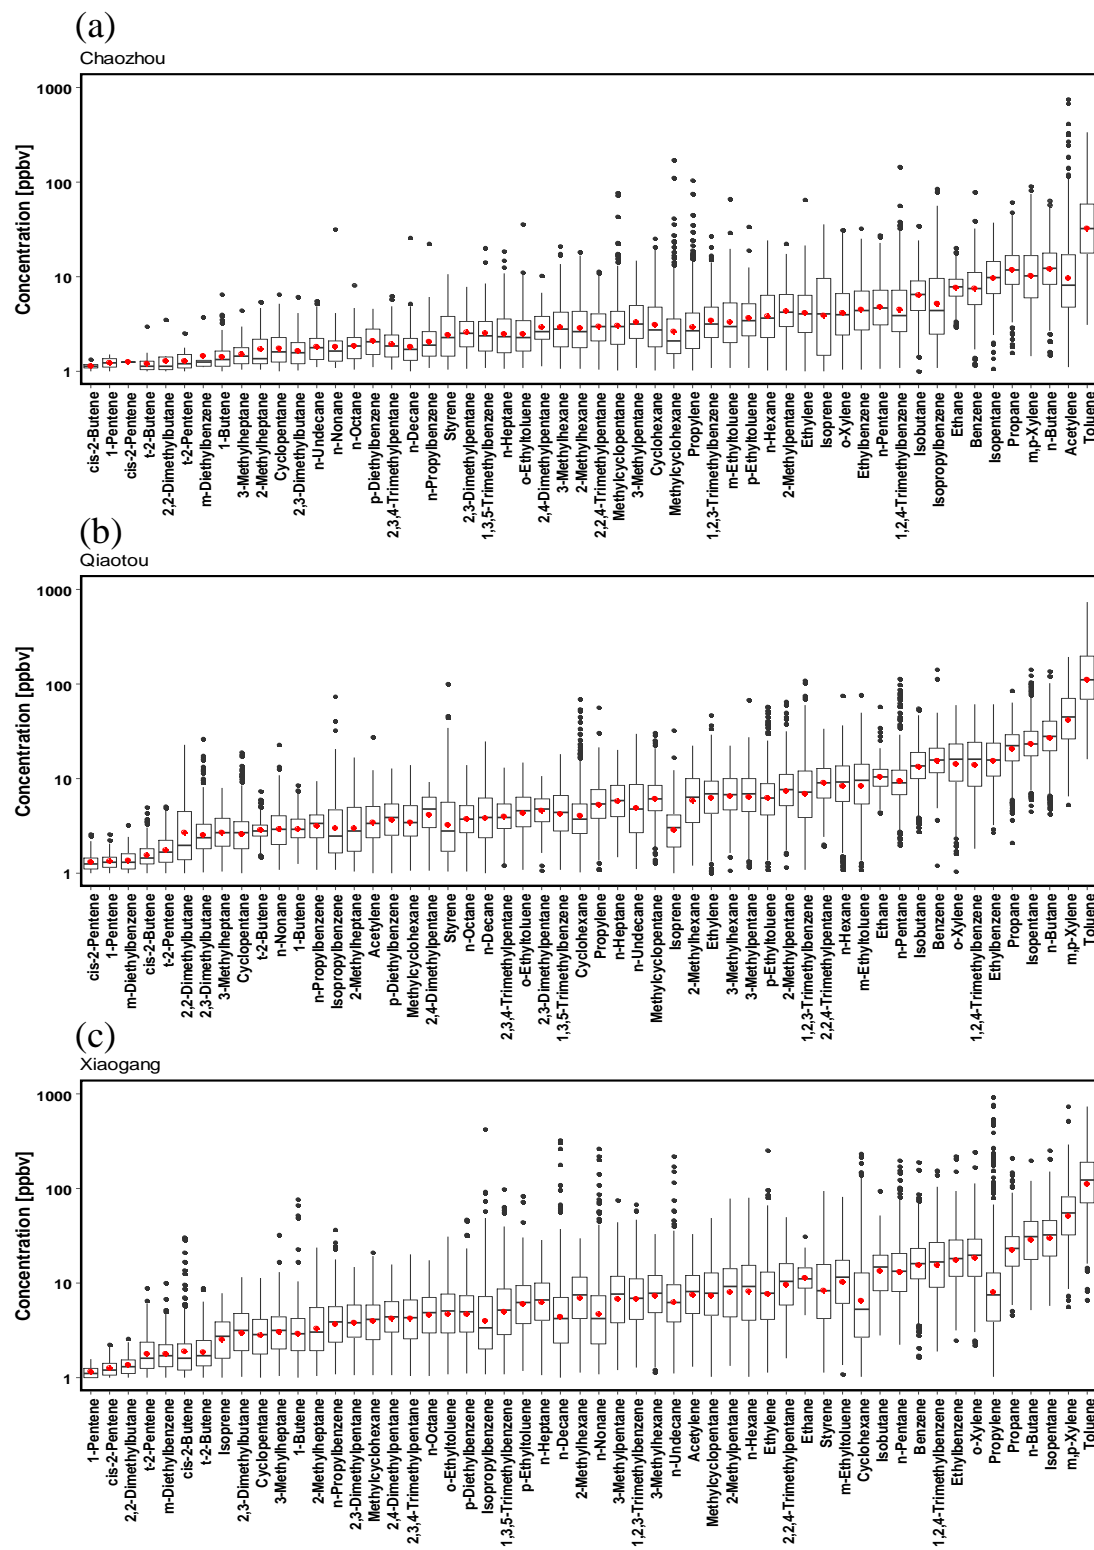 (a)
Chaozhou
Concentration [ppbv]
1000
100
10
1
cis-2-Butene
1-Pentene
cis-2-Pentene
t-2-Butene
2,2-Dimethylbutane
t-2-Pentene
m-Diethylbenzene
1-Butene
3-Methylheptane
2-Methylheptane
Cyclopentane
2,3-Dimethylbutane
n-Undecane
n-Nonane
n-Octane
p-Diethylbenzene
2,3,4-Trimethylpentane
n-Decane
n-Propylbenzene
Styrene
2,3-Dimethylpentane
1,3,5-Trimethylbenzene
n-Heptane
o-Ethyltoluene
2,4-Dimethylpentane
3-Methylhexane
2-Methylhexane
2,2,4-Trimethylpentane
Methylcyclopentane
3-Methylpentane
Cyclohexane
Methylcyclohexane
Propylene
1,2,3-Trimethylbenzene
m-Ethyltoluene
p-Ethyltoluene
n-Hexane
2-Methylpentane
Ethylene
Isoprene
o-Xylene
Ethylbenzene
n-Pentane
1,2,4-Trimethylbenzene
Isobutane
Isopropylbenzene
Ethane
Benzene
Isopentane
Propane
m,p-Xylene
n-Butane
Acetylene
Toluene
(b)
Qiaotou
Concentration [ppbv]
1000
100
10
1
cis-2-Pentene
1-Pentene
m-Diethylbenzene
cis-2-Butene
t-2-Pentene
2,2-Dimethylbutane
2,3-Dimethylbutane
3-Methylheptane
Cyclopentane
t-2-Butene
n-Nonane
1-Butene
n-Propylbenzene
Isopropylbenzene
2-Methylheptane
Acetylene
p-Diethylbenzene
Methylcyclohexane
2,4-Dimethylpentane
Styrene
n-Octane
n-Decane
2,3,4-Trimethylpentane
o-Ethyltoluene
2,3-Dimethylpentane
1,3,5-Trimethylbenzene
Cyclohexane
Propylene
n-Heptane
n-Undecane
Methylcyclopentane
Isoprene
2-Methylhexane
Ethylene
3-Methylhexane
3-Methylpentane
p-Ethyltoluene
2-Methylpentane
1,2,3-Trimethylbenzene
2,2,4-Trimethylpentane
n-Hexane
m-Ethyltoluene
Ethane
n-Pentane
Isobutane
Benzene
o-Xylene
1,2,4-Trimethylbenzene
Ethylbenzene
Propane
Isopentane
n-Butane
m,p-Xylene
Toluene
(c)
Xiaogang
Concentration [ppbv]
1000
100
10
1
1-Pentene
cis-2-Pentene
2,2-Dimethylbutane
t-2-Pentene
m-Diethylbenzene
cis-2-Butene
t-2-Butene
Isoprene
2,3-Dimethylbutane
Cyclopentane
3-Methylheptane
1-Butene
2-Methylheptane
n-Propylbenzene
2,3-Dimethylpentane
Methylcyclohexane
2,4-Dimethylpentane
2,3,4-Trimethylpentane
n-Octane
o-Ethyltoluene
p-Diethylbenzene
Isopropylbenzene
1,3,5-Trimethylbenzene
p-Ethyltoluene
n-Heptane
n-Decane
2-Methylhexane
n-Nonane
3-Methylpentane
1,2,3-Trimethylbenzene
3-Methylhexane
n-Undecane
Acetylene
Methylcyclopentane
2-Methylpentane
n-Hexane
Ethylene
2,2,4-Trimethylpentane
Ethane
Styrene
m-Ethyltoluene
Cyclohexane
Isobutane
n-Pentane
Benzene
1,2,4-Trimethylbenzene
Ethylbenzene
o-Xylene
Propylene
Propane
n-Butane
Isopentane
m,p-Xylene
Toluene